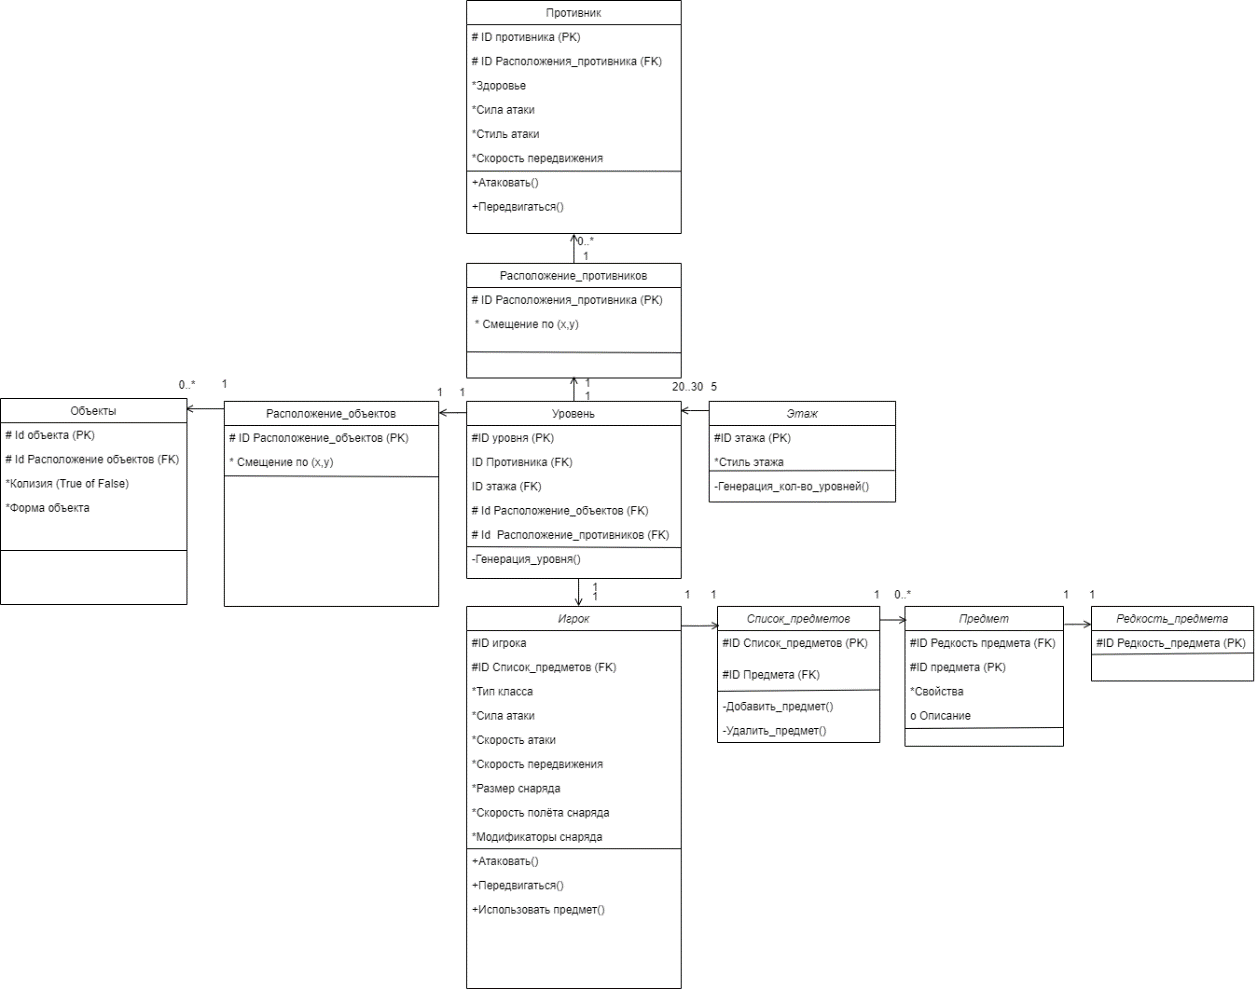 Противник
# ID противника (PK)
# ID Расположения_противника (FK)
*Здоровье
*Сила атаки
*Стиль атаки
*Скорость передвижения
+Атаковать()
+Передвигаться()
0..*
1
Расположение_противников
# ID Расположения_противника (PK)
* Смещение по (x,y)
1
1
0..*
1
Объекты
# Id объекта (PK)
# Id Расположение объектов (FK)
*Колизия (True of False)
*Форма объекта
1
1
Расположение_объектов
# ID Расположение_объектов (PK)
* Смещение по (x,y)
Уровень
#ID уровня (PK)
ID Противника (FK)
ID этажа (FK)
# Id Расположение_объектов (FK)
# Id Расположение_противников (FK)
-Генерация_уровня()
20..30
5
Этаж
#ID этажа (PK)
*Стиль этажа
-Генерация_кол-во_уровней()
1
1
Игрок
#ID игрока
#ID Список_предметов (FK)
*Тип класса
*Сила атаки
*Скорость атаки
*Скорость передвижения
*Размер снаряда
*Скорость полёта снаряда
*Модификаторы снаряда
+Атаковать()
+Передвигаться()
+Использовать предмет()
1
1
Список_предметов
#ID Список_предметов (PK)
#ID Предмета (FK)
-Добавить_предмет()
-Удалить_предмет()
1
0..*
Предмет
#ID Редкость предмета (FK)
#ID предмета (PK)
*Свойства
о Описание
1
1
Редкость_предмета
#ID Редкость_предмета (PK)